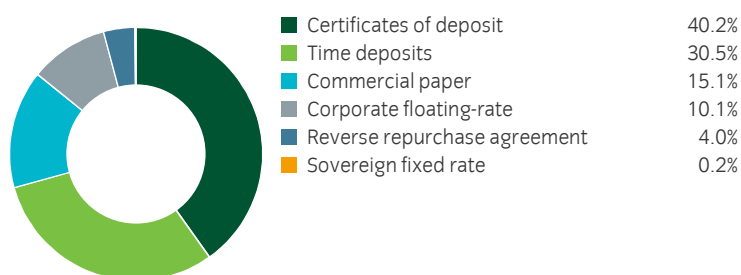 Certificates of deposit 40.2%
Time deposits 30.5%
Commercial paper 15.1%
Corporate floating-rate 10.1%
Reverse repurchase agreement 4.0%
Sovereign fixed rate 0.2%